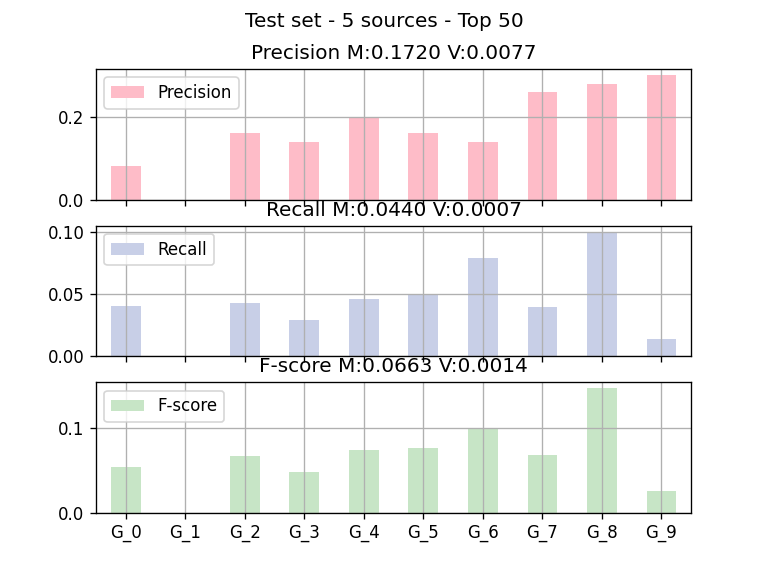 Test set - 5 sources - Top 50
Precision M:0.1720 V:0.0077
Precision
0.2
0.0
Recall M:0.0440 V:0.0007
0.10
Recall
0.05
0.00
F-score M:0.0663 V:0.0014
F-score
0.1
0.0
G_0 G_1 G_2 G_3 G_4 G_5 G_6 G_7 G_8 G_9